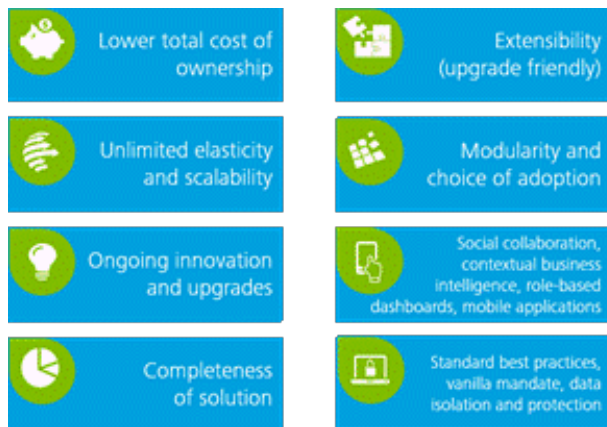 Lower total cost of
ownership
Extensibility
(upgrade friendly)
Unlimited elasticity
and scalability
Modularity and
choice of adoption
Ongoing innovation
and upgrades
Social collaboration,
contextual business
intelligence, role-based
dashboards, mobile applications
Completeness
of solution
Standard best practices,
vanilla mandate, data
isolation and protection